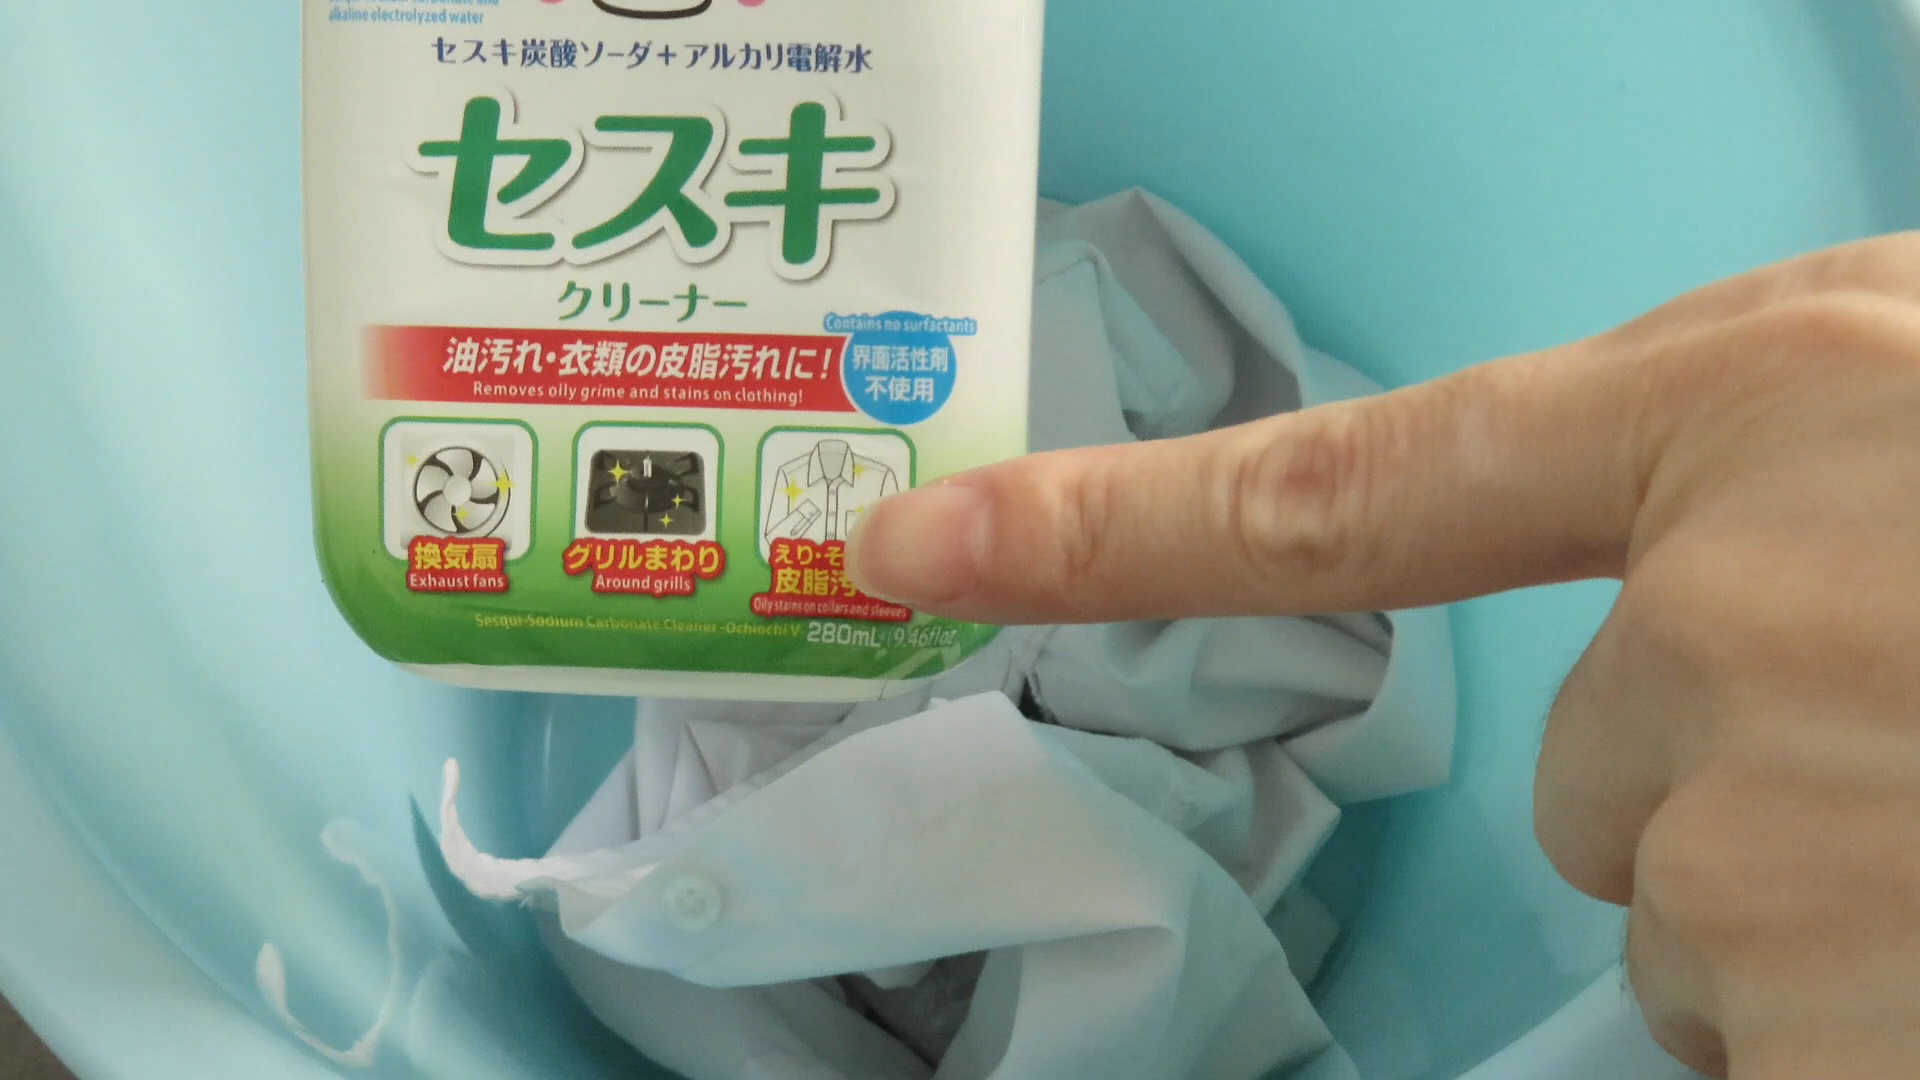 alkaline electrolyzed water
セスキ炭酸ソーダ+アルカリ電解水
セスキ
クリーナー
Contains no surfactants
界面活性剤
不使用
油汚れ・衣類の皮脂汚れに!
Removes oily grime and stains on clothing!
換気扇
Exhaust fans
グリルまわり
Around grills
えり・そ
皮脂汚
Oily stains on collars and sleeves
Sesqui-Sodium Carbonate Cleaner -Ochiochi V
280mL (9.46floz